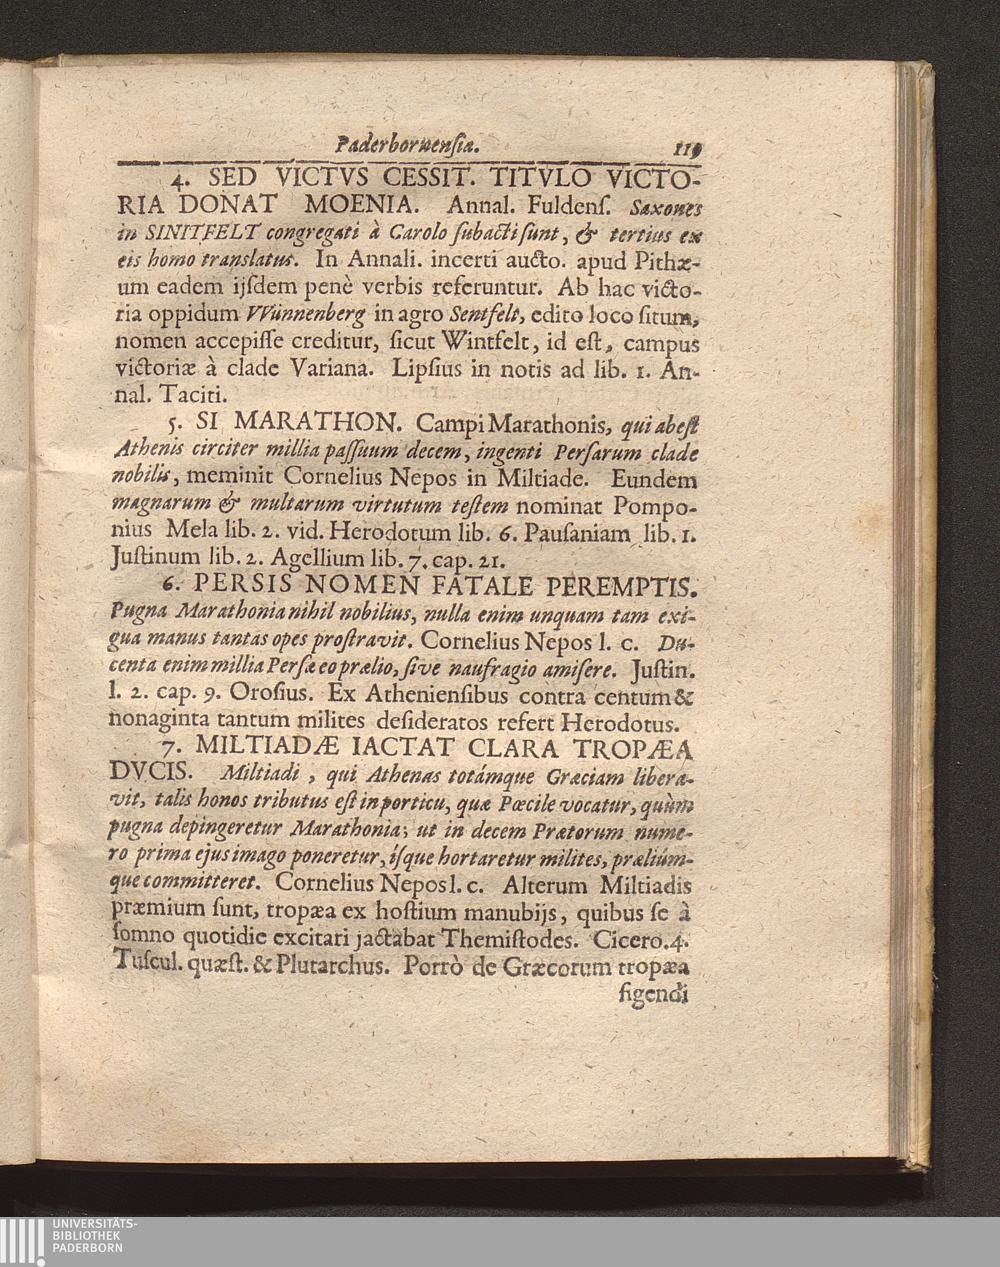 Paderbornensia. 119
4. SED VICTVS CESSIT. TITVLO VICTO-
RIA DONAT MOENIA. Annal. Fuldens. Saxones
in SINITFELT congregati à Carolo subacti sunt, & tertius ex
eis homo translatus. In Annali. incerti aucto. apud Pithæ-
um eadem ijsdem penè verbis referuntur. Ab hac victo-
ria oppidum Wünnenberg in agro Sentfelt, edito loco situm,
nomen accepisse creditur, sicut Wintfelt, id est, campus
victoriæ à clade Variana. Lipsius in notis ad lib. 1. An-
nal. Taciti.
5. SI MARATHON. Campi Marathonis, qui abest
Athenis circiter millia passuum decem, ingenti Persarum clade
nobilis, meminit Cornelius Nepos in Miltiade. Eundem
magnarum & multarum virtutum testem nominat Pompo-
nius Mela lib. 2. vid. Herodotum lib. 6. Pausaniam lib. 1.
Justinum lib. 2. Agellium lib. 7. cap. 21.
6. PERSIS NOMEN FATALE PEREMPTIS.
Pugna Marathonia nihil nobilius, nulla enim unquam tam exi-
gua manus tantas opes prostravit. Cornelius Nepos l. c. Du-
centa enim millia Persæ eo prælio, sive naufragio amisere. Justin.
l. 2. cap. 9. Orosius. Ex Atheniensibus contra centum &
nonaginta tantum milites desideratos refert Herodotus.
7. MILTIADÆ IACTAT CLARA TROPÆA
DVCIS. Miltiadi, qui Athenas totámque Græciam libera-
vit, talis honos tributus est in porticu, quæ Pœcile vocatur, quùm
pugna depingeretur Marathonia; ut in decem Prætorum nume-
ro prima ejus imago poneretur, isque hortaretur milites, prælium-
que committeret. Cornelius Nepos l. c. Alterum Miltiadis
præmium sunt, tropæa ex hostium manubijs, quibus se à
somno quotidie excitari jactabat Themistodes. Cicero. 4.
Tuscul. quæst. & Plutarchus. Porrò de Græcorum tropæa
figendi
UNIVERSITÄTS-
BIBLIOTHEK
PADERBORN